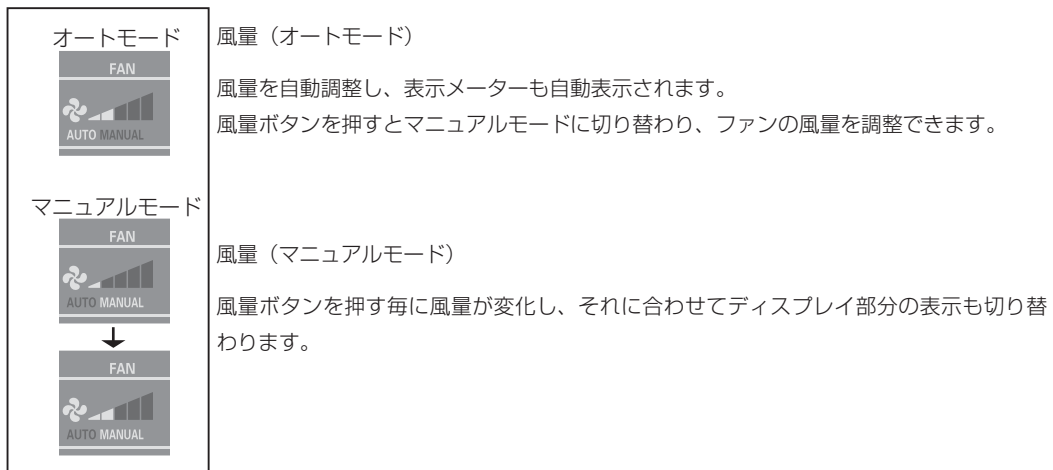 オートモード
FAN
AUTO MANUAL
風量（オートモード）
風量を自動調整し、表示メーターも自動表示されます。
風量ボタンを押すとマニュアルモードに切り替わり、ファンの風量を調整できます。
マニュアルモード
FAN
AUTO MANUAL
FAN
AUTO MANUAL
風量（マニュアルモード）
風量ボタンを押す毎に風量が変化し、それに合わせてディスプレイ部分の表示も切り替
わります。